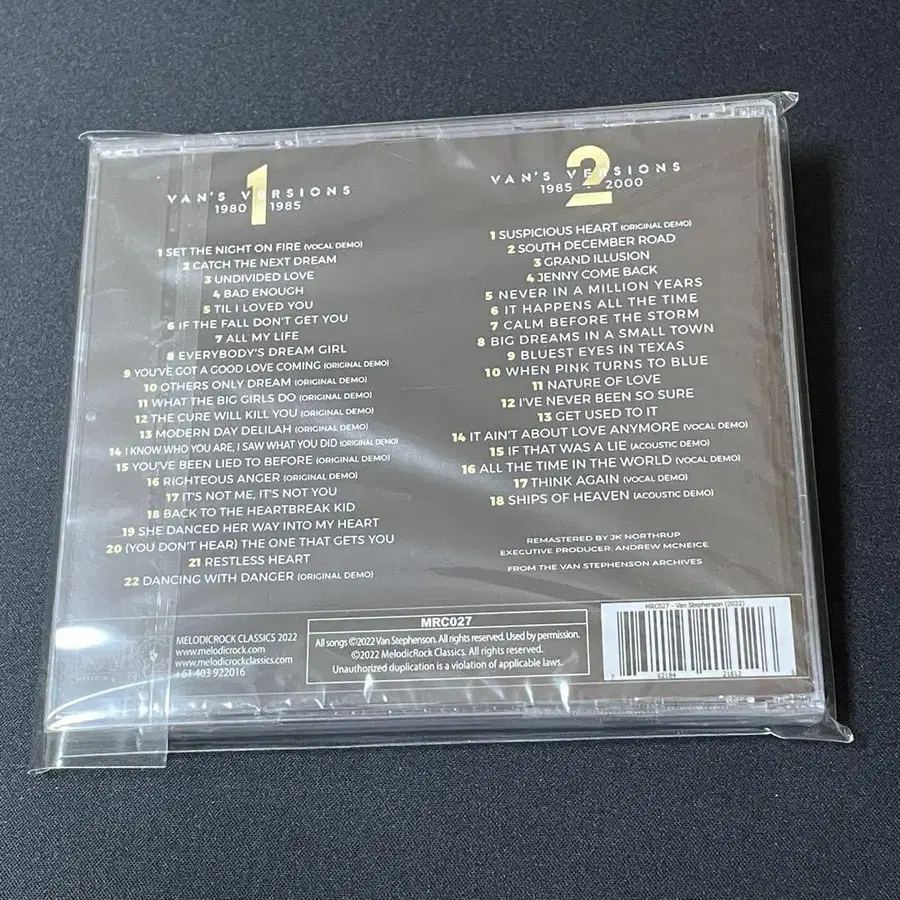 1
VAN'S VERSIONS
1980 1985
1 SET THE NIGHT ON FIRE (VOCAL DEMO)
2 CATCH THE NEXT DREAM
3 UNDIVIDED LOVE
4 BAD ENOUGH
5 TIL I LOVED YOU
6 IF THE FALL DON'T GET YOU
7 ALL MY LIFE
8 EVERYBODY'S DREAM GIRL
9 YOU'VE GOT A GOOD LOVE COMING (ORIGINAL DEMO)
10 OTHERS ONLY DREAM (ORIGINAL DEMO)
11 WHAT THE BIG GIRLS DO (ORIGINAL DEMO)
12 THE CURE WILL KILL YOU (ORIGINAL DEMO)
13 MODERN DAY DELILAH (ORIGINAL DEMO)
14 I KNOW WHO YOU ARE, I SAW WHAT YOU DID (ORIGINAL DEMO)
15 YOU'VE BEEN LIED TO BEFORE (ORIGINAL DEMO)
16 RIGHTEOUS ANGER (ORIGINAL DEMO)
17 IT'S NOT ME, IT'S NOT YOU
18 BACK TO THE HEARTBREAK KID
19 SHE DANCED HER WAY INTO MY HEART
20 (YOU DON'T HEAR) THE ONE THAT GETS YOU
21 RESTLESS HEART
22 DANCING WITH DANGER (ORIGINAL DEMO)
2
VAN'S VERSIONS
1985 2000
1 SUSPICIOUS HEART (ORIGINAL DEMO)
2 SOUTH DECEMBER ROAD
3 GRAND ILLUSION
4 JENNY COME BACK
5 NEVER IN A MILLION YEARS
6 IT HAPPENS ALL THE TIME
7 CALM BEFORE THE STORM
8 BIG DREAMS IN A SMALL TOWN
9 BLUEST EYES IN TEXAS
10 WHEN PINK TURNS TO BLUE
11 NATURE OF LOVE
12 I'VE NEVER BEEN SO SURE
13 GET USED TO IT
14 IT AIN'T ABOUT LOVE ANYMORE (VOCAL DEMO)
15 IF THAT WAS A LIE (ACOUSTIC DEMO)
16 ALL THE TIME IN THE WORLD (VOCAL DEMO)
17 THINK AGAIN (VOCAL DEMO)
18 SHIPS OF HEAVEN (ACOUSTIC DEMO)
REMASTERED BY JK NORTHRUP
EXECUTIVE PRODUCER: ANDREW MCNEICE
FROM THE VAN STEPHENSON ARCHIVES
MELODICROCK CLASSICS 2022
www.melodicrock.com
www.melodicrockclassics.com
+61 403 922016
MRC027
All songs ©2022 Van Stephenson. All rights reserved. Used by permission.
©2022 MelodicRock Classics. All rights reserved.
Unauthorized duplication is a violation of applicable laws.
MRC027 - Van Stephenson (2022)
7 62184 21612